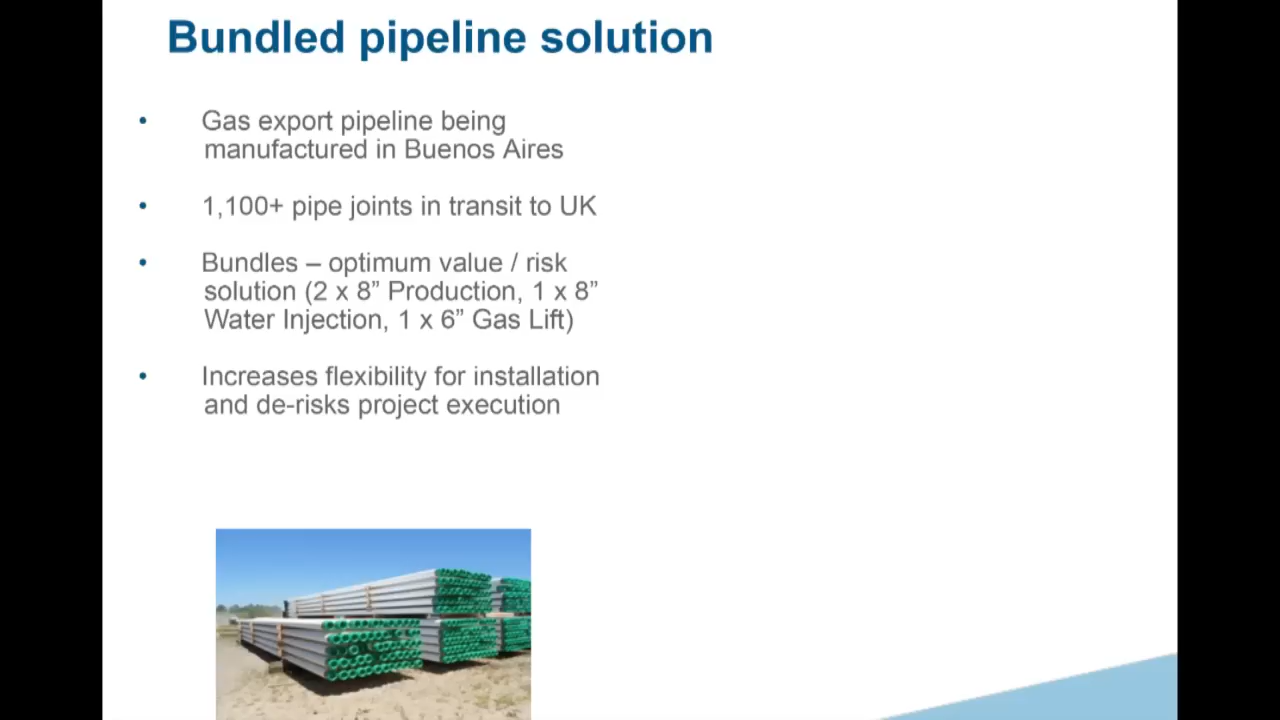 Bundled pipeline solution
• Gas export pipeline being
manufactured in Buenos Aires
• 1,100+ pipe joints in transit to UK
• Bundles – optimum value / risk
solution (2 x 8” Production, 1 x 8”
Water Injection, 1 x 6” Gas Lift)
• Increases flexibility for installation
and de-risks project execution